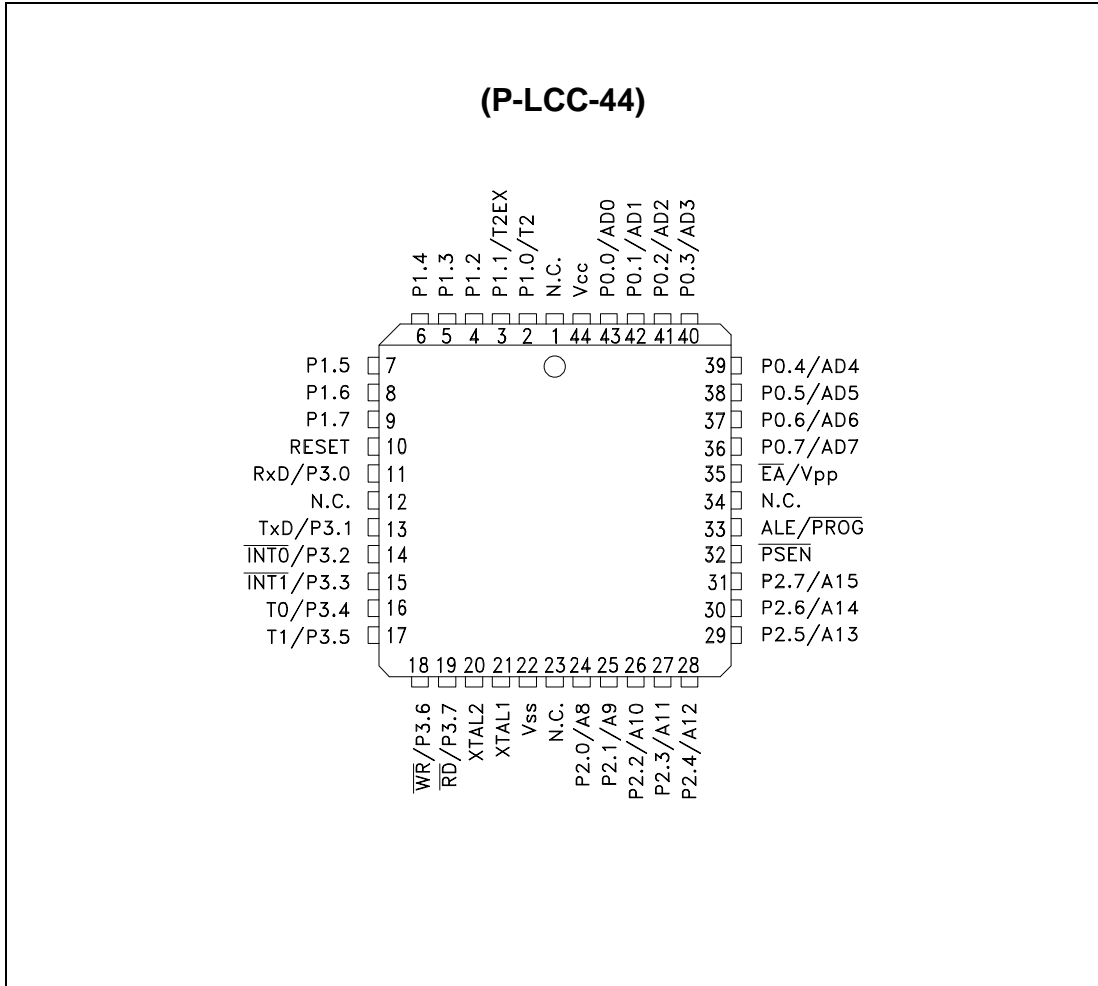 (P-LCC-44)
P1.4
P1.3
P1.2
P1.1/T2EX
P1.0/T2
N.C.
Vcc
P0.0/AD0
P0.1/AD1
P0.2/AD2
P0.3/AD3
6 5 4 3 2 1 44 43 42 41 40
P1.5 7 39 P0.4/AD4
P1.6 8 38 P0.5/AD5
P1.7 9 37 P0.6/AD6
RESET 10 36 P0.7/AD7
RxD/P3.0 11 35 E̅A̅/Vpp
N.C. 12 34 N.C.
TxD/P3.1 13 33 ALE/P̅R̅O̅G̅
I̅N̅T̅0̅/P3.2 14 32 P̅S̅E̅N̅
I̅N̅T̅1̅/P3.3 15 31 P2.7/A15
T0/P3.4 16 30 P2.6/A14
T1/P3.5 17 29 P2.5/A13
18 19 20 21 22 23 24 25 26 27 28
W̅R̅/P3.6
R̅D̅/P3.7
XTAL2
XTAL1
Vss
N.C.
P2.0/A8
P2.1/A9
P2.2/A10
P2.3/A11
P2.4/A12